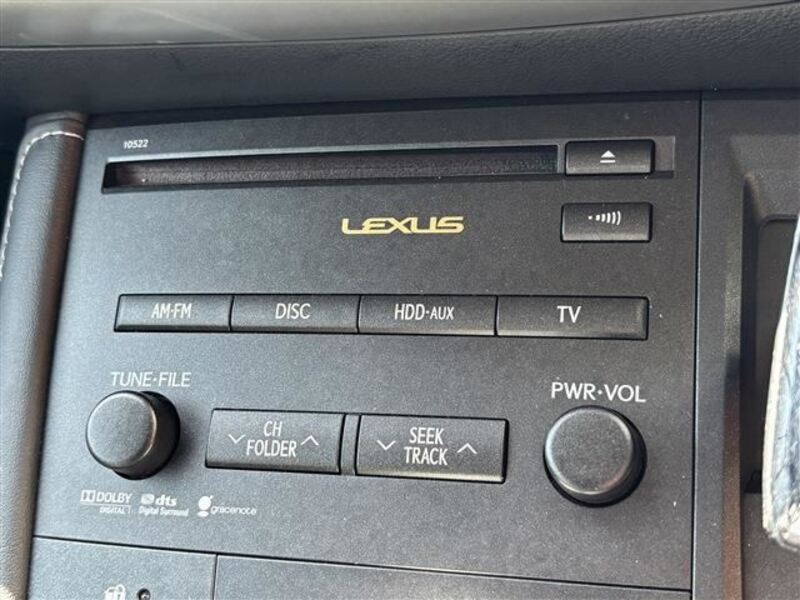 10522
LEXUS
AM·FM DISC HDD·AUX TV
TUNE·FILE PWR·VOL
CH
FOLDER
SEEK
TRACK
DOLBY
DIGITAL
dts
Digital Surround
gracenote